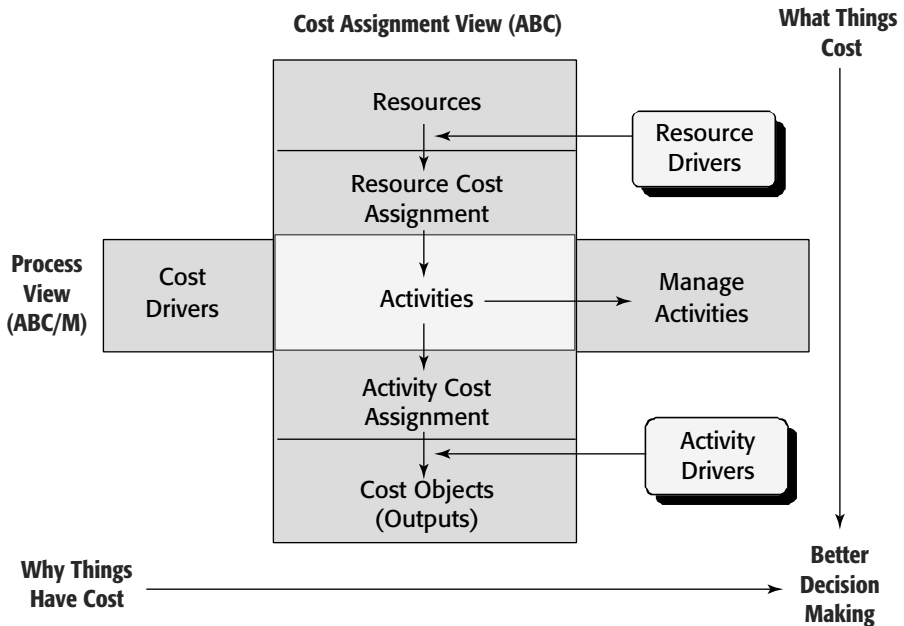 Cost Assignment View (ABC)
What Things
Cost
Resources
Resource
Drivers
Resource Cost
Assignment
Process
View
(ABC/M)
Cost
Drivers
Activities
Manage
Activities
Activity Cost
Assignment
Activity
Drivers
Cost Objects
(Outputs)
Why Things
Have Cost
Better
Decision
Making